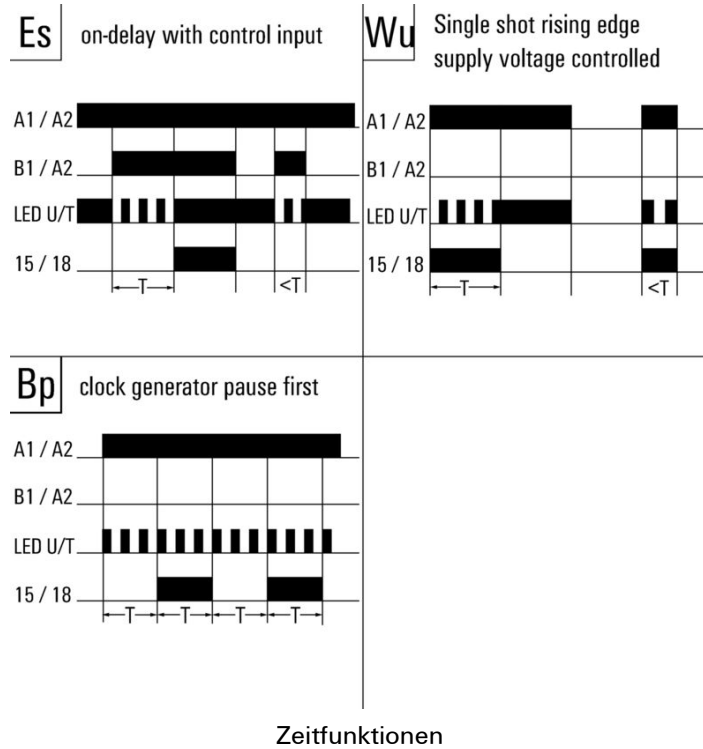 Es
on-delay with control input
A1 / A2
B1 / A2
LED U/T
15 / 18
T
<T
Wu
Single shot rising edge
supply voltage controlled
A1 / A2
B1 / A2
LED U/T
15 / 18
T
<T
Bp
clock generator pause first
A1 / A2
B1 / A2
LED U/T
15 / 18
T T T T
Zeitfunktionen